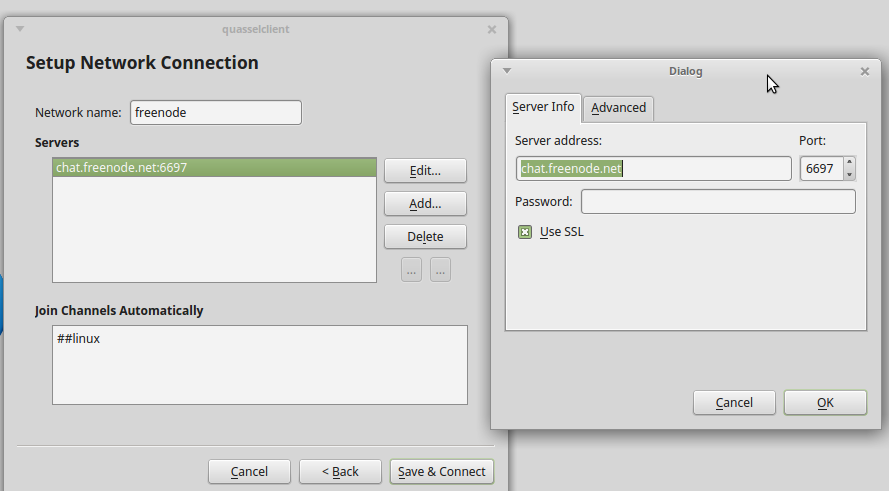 quasselclient
Setup Network Connection
Network name: freenode
Servers
chat.freenode.net:6697
Edit...
Add...
Delete
... ...
Join Channels Automatically
##linux
Cancel < Back Save & Connect
Dialog
Server Info Advanced
Server address: Port:
chat.freenode.net 6697
Password:
Use SSL
Cancel OK